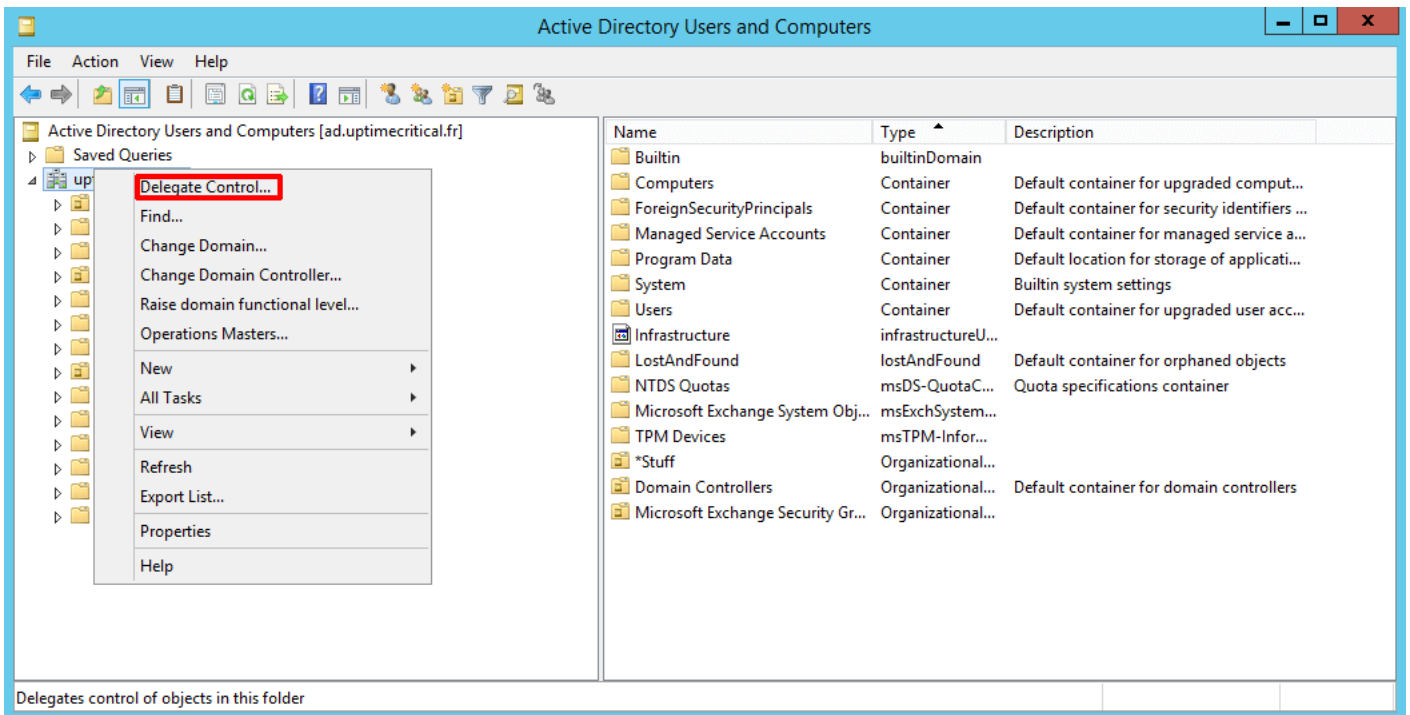 Active Directory Users and Computers
File Action View Help
Active Directory Users and Computers [ad.uptimecritical.fr]
Saved Queries
Delegate Control...
Find...
Change Domain...
Change Domain Controller...
Raise domain functional level...
Operations Masters...
New
All Tasks
View
Refresh
Export List...
Properties
Help
Name Type Description
Builtin builtinDomain
Computers Container Default container for upgraded comput...
ForeignSecurityPrincipals Container Default container for security identifiers ...
Managed Service Accounts Container Default container for managed service a...
Program Data Container Default location for storage of applicati...
System Container Builtin system settings
Users Container Default container for upgraded user acc...
Infrastructure infrastructureU...
LostAndFound lostAndFound Default container for orphaned objects
NTDS Quotas msDS-QuotaC... Quota specifications container
Microsoft Exchange System Obj... msExchSystem...
TPM Devices msTPM-Infor...
*Stuff Organizational...
Domain Controllers Organizational... Default container for domain controllers
Microsoft Exchange Security Gr... Organizational...
Delegates control of objects in this folder